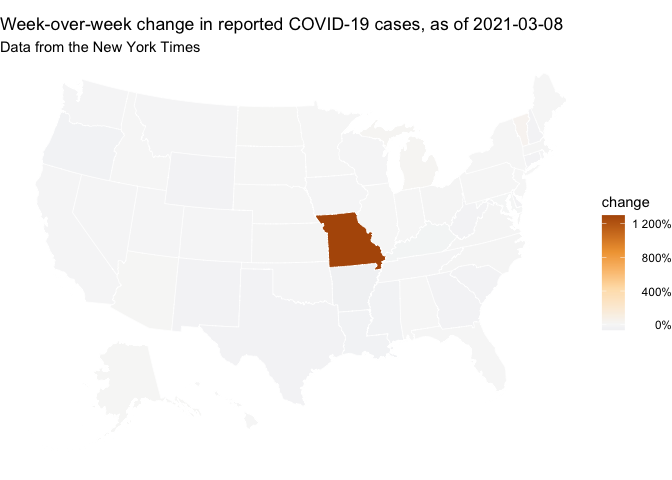 Week-over-week change in reported COVID-19 cases, as of 2021-03-08
Data from the New York Times
change
1 200%
800%
400%
0%